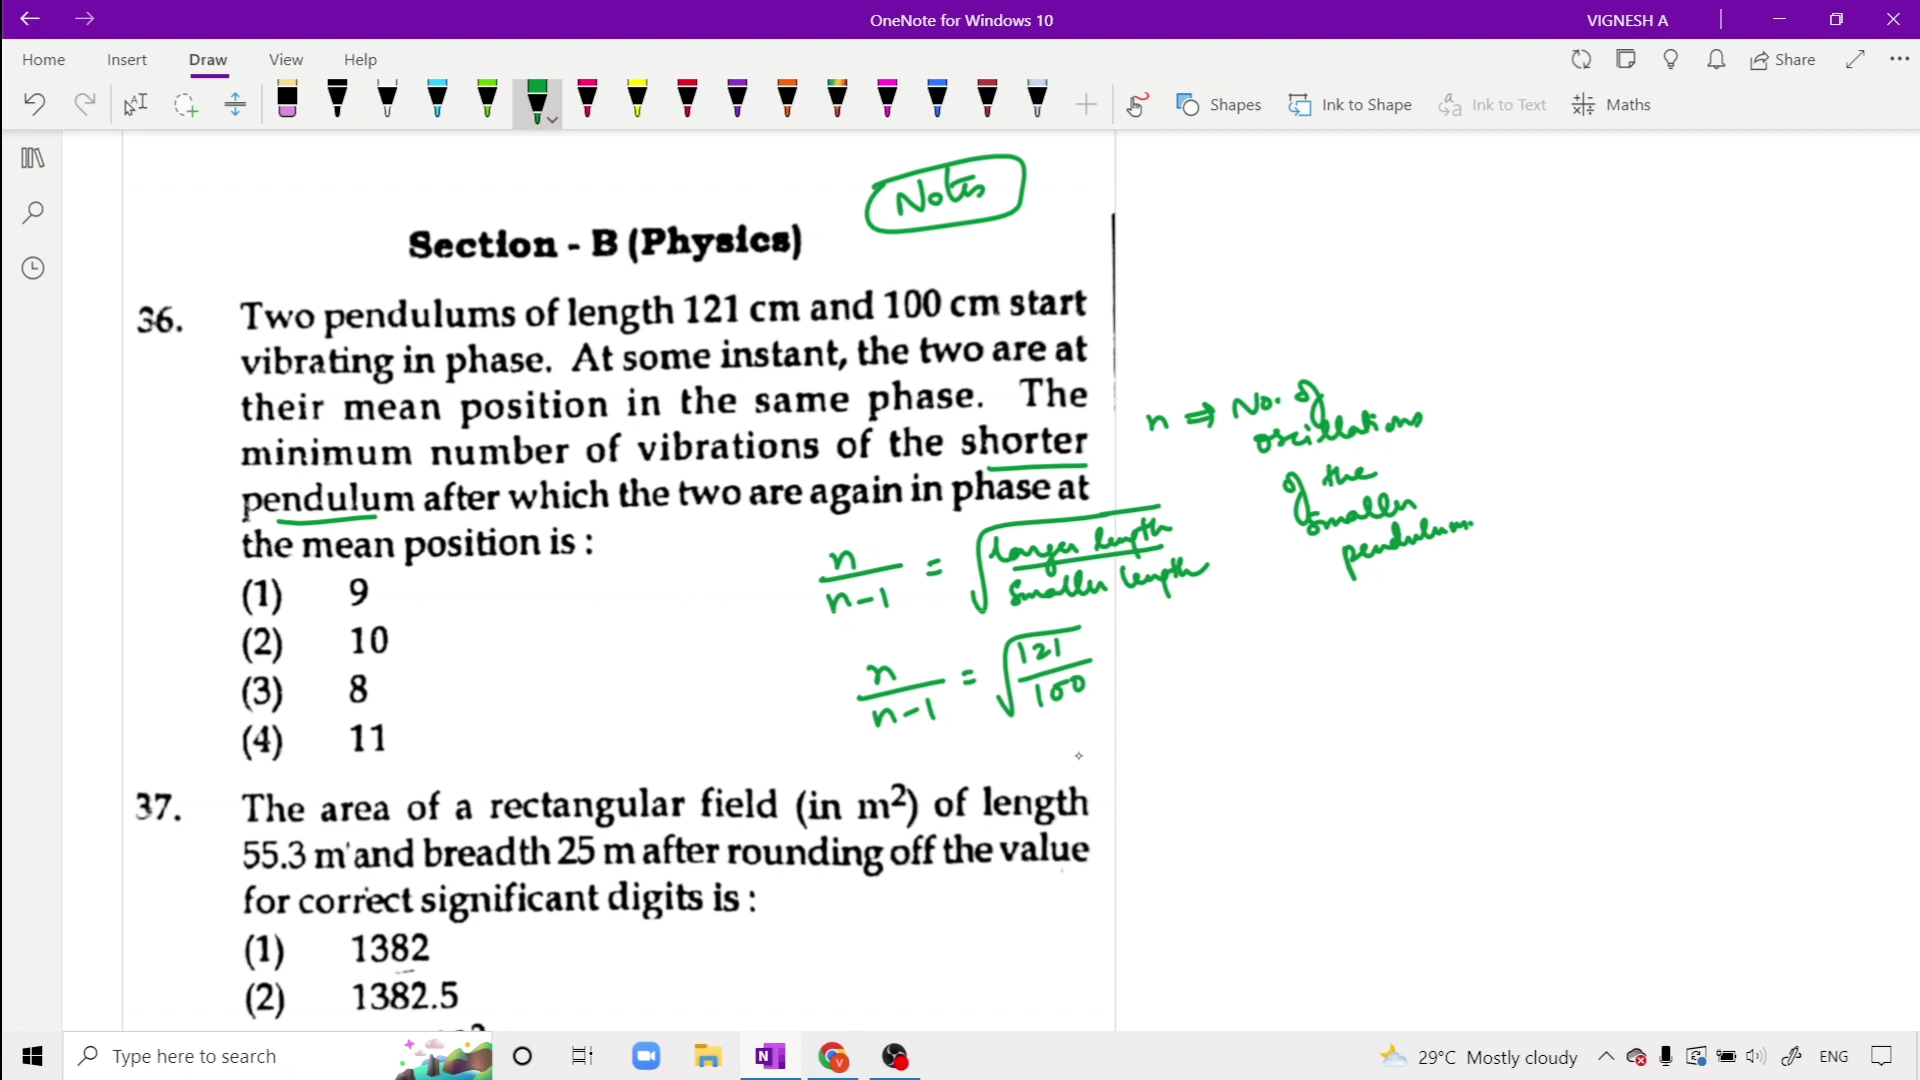 OneNote for Windows 10
VIGNESH A
Home Insert Draw View Help
Share
Shapes Ink to Shape Ink to Text Maths
Notes
Section - B (Physics)
36. Two pendulums of length 121 cm and 100 cm start
vibrating in phase. At some instant, the two are at
their mean position in the same phase. The
minimum number of vibrations of the shorter
pendulum after which the two are again in phase at
the mean position is :
(1) 9
(2) 10
(3) 8
(4) 11
n ⇒ No. of
oscillations
of the
smaller
pendulum.
n/n-1 = √(larger length/smaller length)
n/n-1 = √(121/100)
37. The area of a rectangular field (in m²) of length
55.3 m and breadth 25 m after rounding off the value
for correct significant digits is :
(1) 1382
(2) 1382.5
Type here to search
29°C Mostly cloudy
ENG